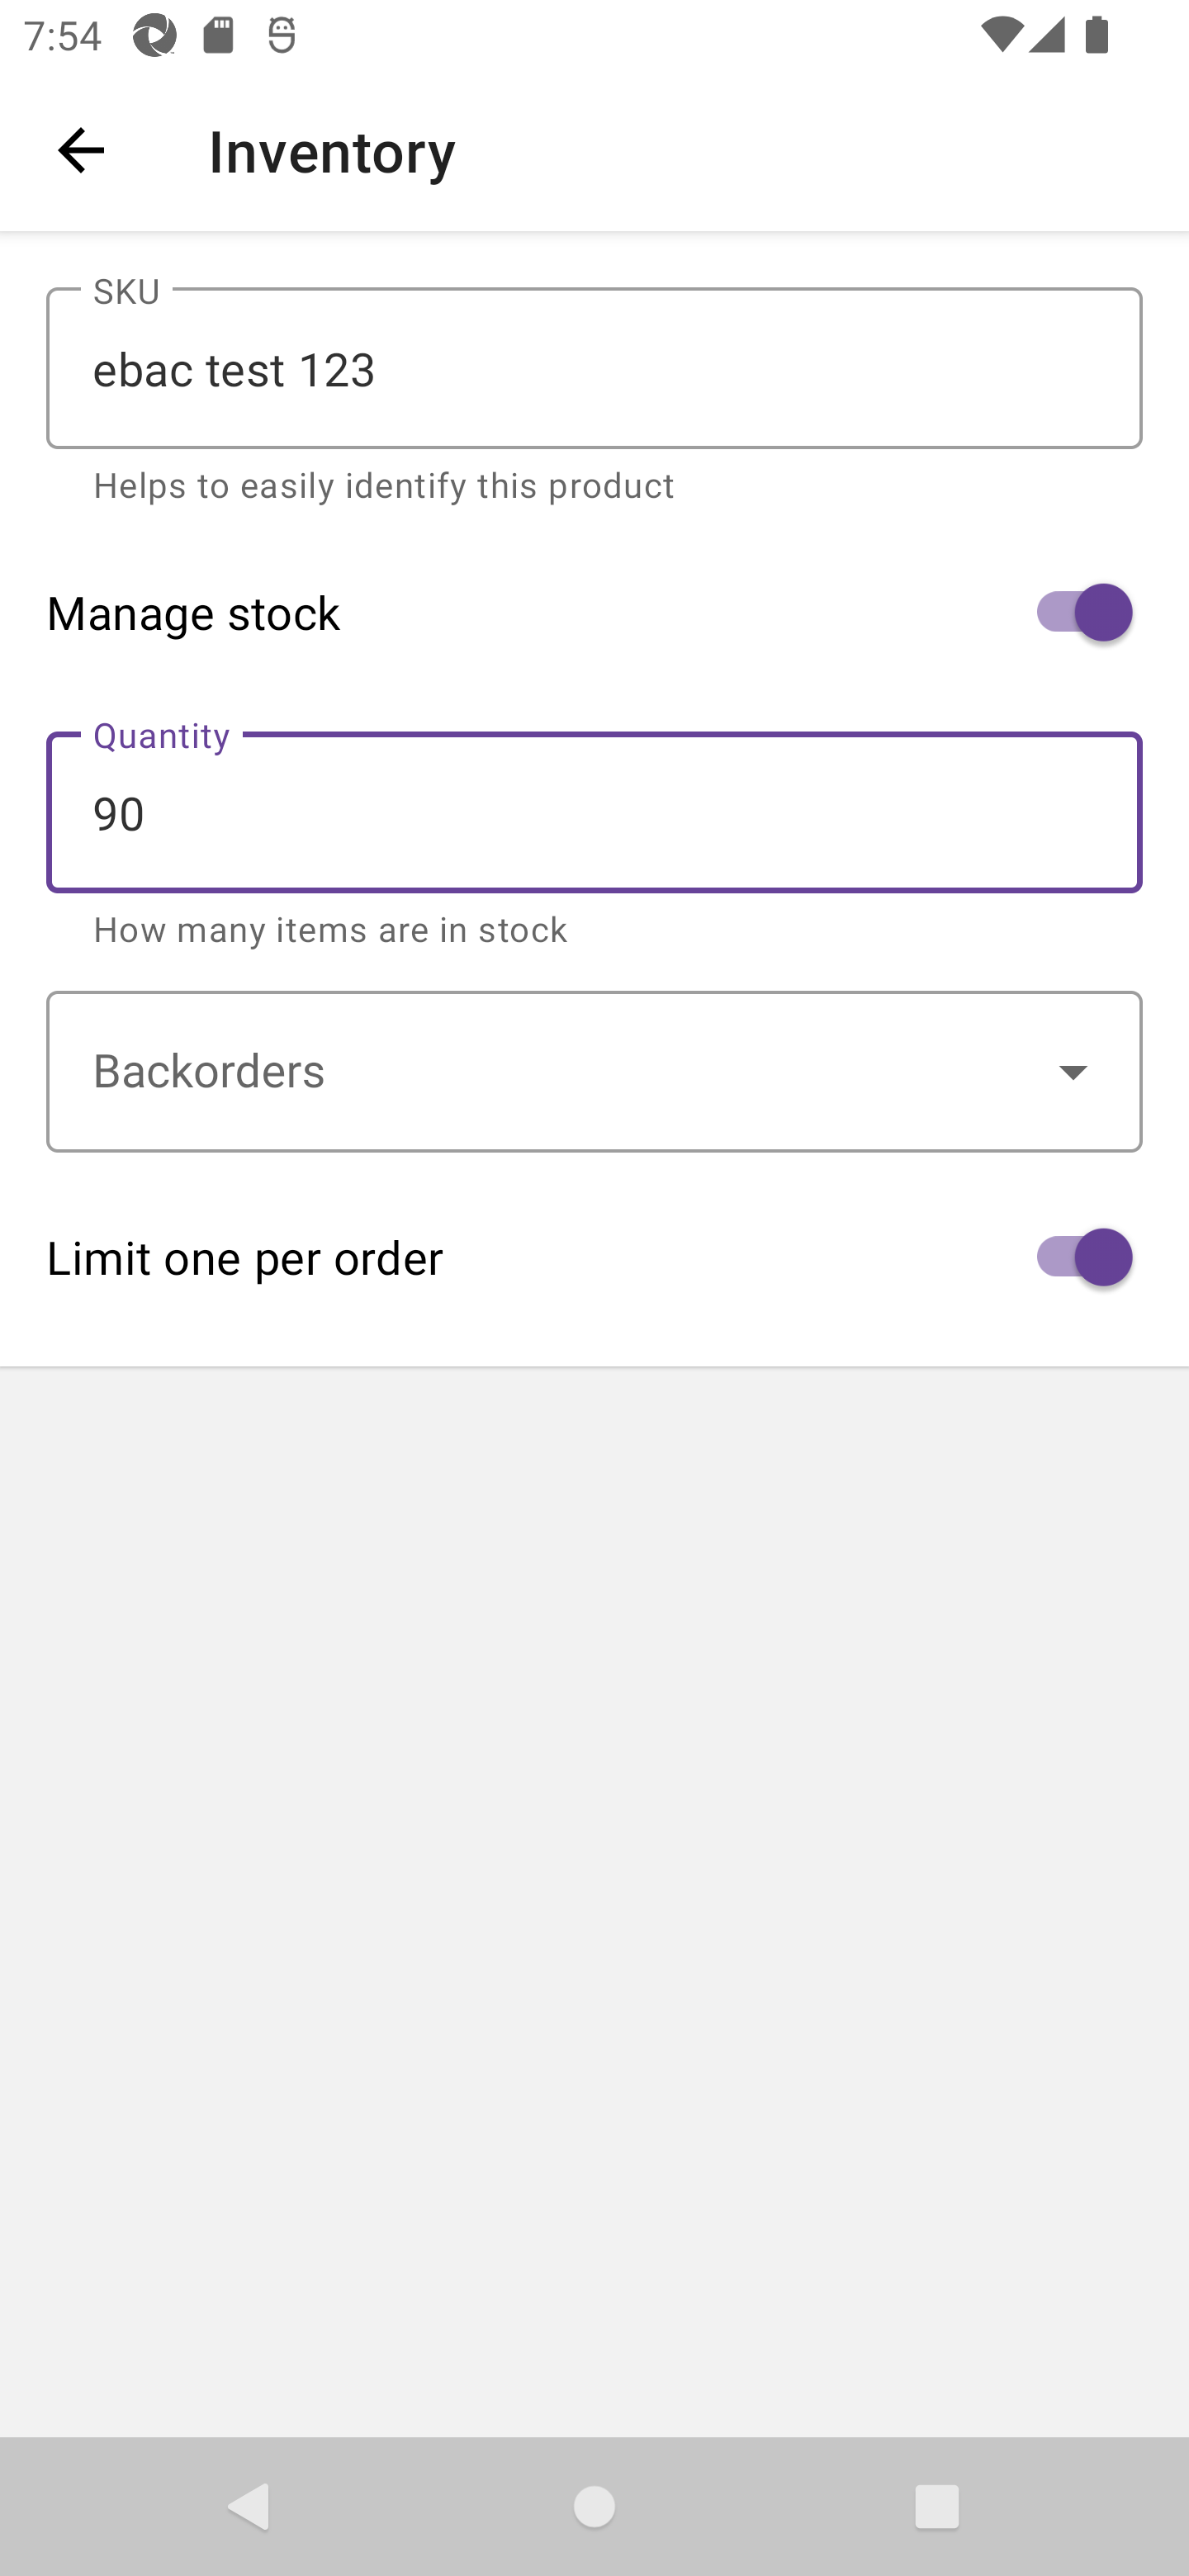 7:54
Inventory
SKU
ebac test 123
Helps to easily identify this product
Manage stock
Quantity
90
How many items are in stock
Backorders
Limit one per order